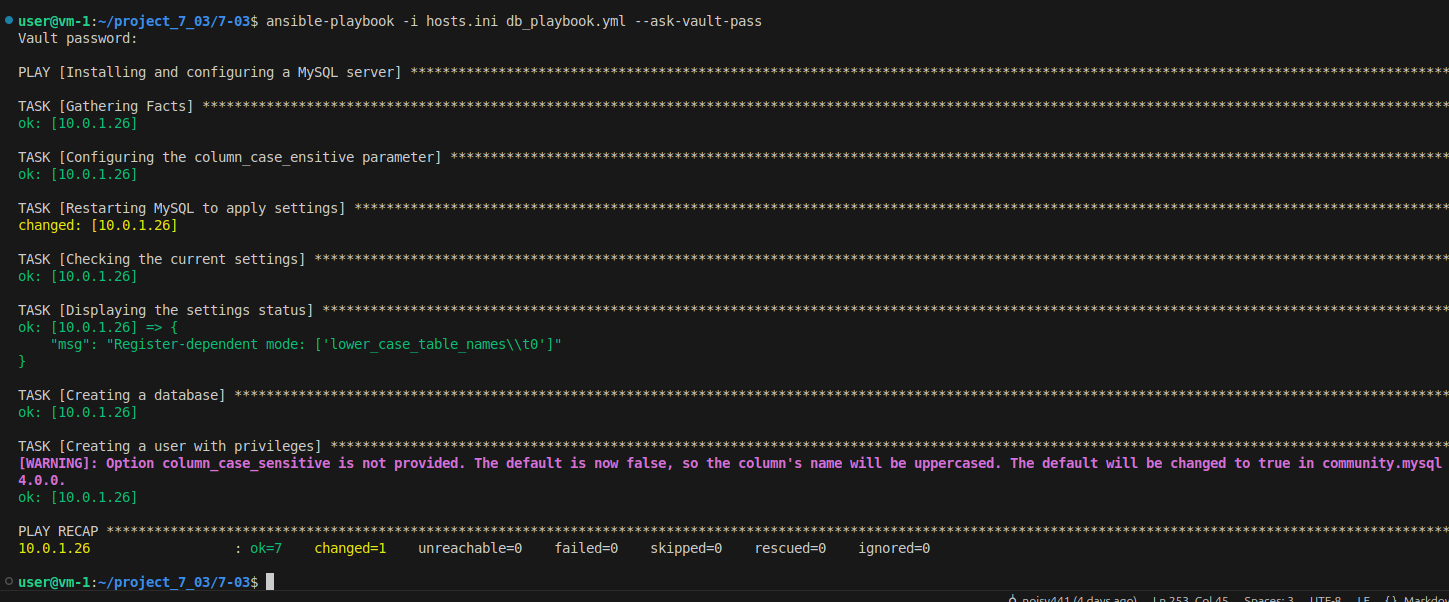 user@vm-1:~/project_7_03/7-03$ ansible-playbook -i hosts.ini db_playbook.yml --ask-vault-pass
Vault password:
PLAY [Installing and configuring a MySQL server] ****************************************************************************************************************************************
TASK [Gathering Facts] ****************************************************************************************************************************************
ok: [10.0.1.26]
TASK [Configuring the column_case_ensitive parameter] ****************************************************************************************************************************************
ok: [10.0.1.26]
TASK [Restarting MySQL to apply settings] ****************************************************************************************************************************************
changed: [10.0.1.26]
TASK [Checking the current settings] ****************************************************************************************************************************************
ok: [10.0.1.26]
TASK [Displaying the settings status] ****************************************************************************************************************************************
ok: [10.0.1.26] => {
"msg": "Register-dependent mode: ['lower_case_table_names\\t0']"
}
TASK [Creating a database] ****************************************************************************************************************************************
ok: [10.0.1.26]
TASK [Creating a user with privileges] ****************************************************************************************************************************************
[WARNING]: Option column_case_sensitive is not provided. The default is now false, so the column's name will be uppercased. The default will be changed to true in community.mysql
4.0.0.
ok: [10.0.1.26]
PLAY RECAP ****************************************************************************************************************************************
10.0.1.26 : ok=7 changed=1 unreachable=0 failed=0 skipped=0 rescued=0 ignored=0
user@vm-1:~/project_7_03/7-03$
noisy441 (4 days ago) Ln 253, Col 45 Spaces: 3 UTF-8 LF {}